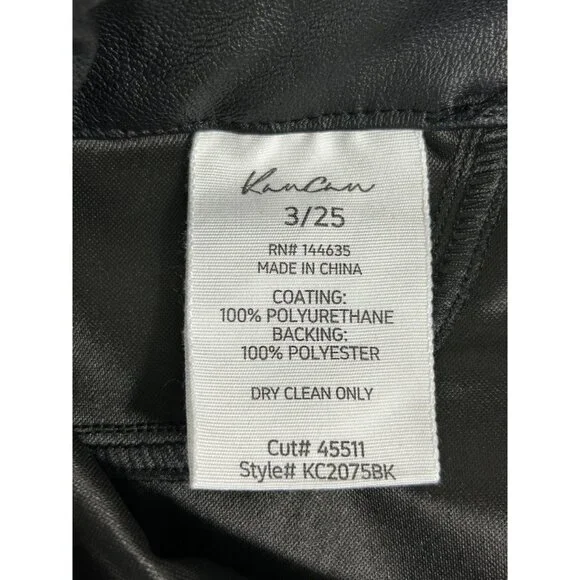 KanCan
3/25
RN# 144635
MADE IN CHINA
COATING:
100% POLYURETHANE
BACKING:
100% POLYESTER
DRY CLEAN ONLY
Cut# 45511
Style# KC2075BK